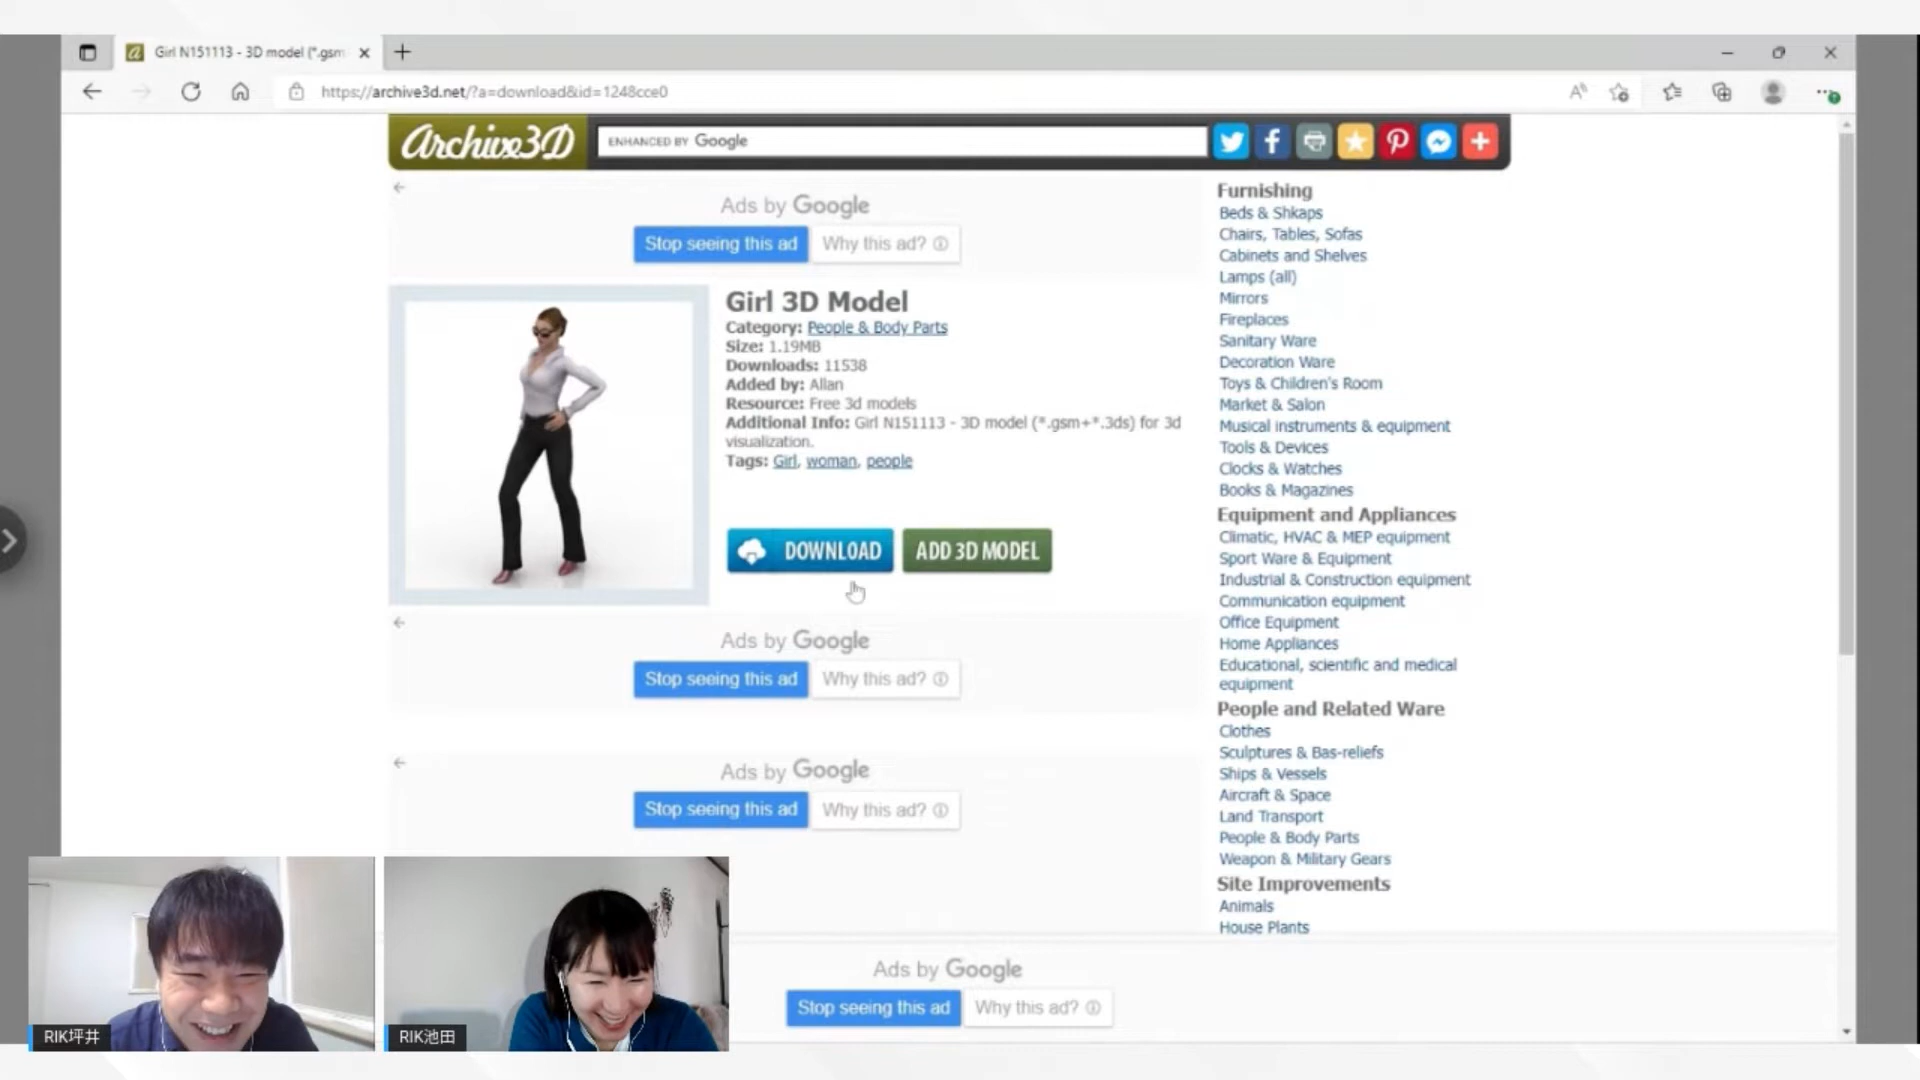 Girl N151113 - 3D model (*.gsm
https://archive3d.net/?a=download&id=1248cce0
Archive3D
ENHANCED BY Google
Ads by Google
Stop seeing this ad
Why this ad?
Girl 3D Model
Category: People & Body Parts
Size: 1.19MB
Downloads: 11538
Added by: Allan
Resource: Free 3d models
Additional Info: Girl N151113 - 3D model (*.gsm+*.3ds) for 3d
visualization.
Tags: Girl, woman, people
DOWNLOAD
ADD 3D MODEL
Ads by Google
Stop seeing this ad
Why this ad?
Ads by Google
Stop seeing this ad
Why this ad?
Furnishing
Beds & Shkaps
Chairs, Tables, Sofas
Cabinets and Shelves
Lamps (all)
Mirrors
Fireplaces
Sanitary Ware
Decoration Ware
Toys & Children's Room
Market & Salon
Musical instruments & equipment
Tools & Devices
Clocks & Watches
Books & Magazines
Equipment and Appliances
Climatic, HVAC & MEP equipment
Sport Ware & Equipment
Industrial & Construction equipment
Communication equipment
Office Equipment
Home Appliances
Educational, scientific and medical
equipment
People and Related Ware
Clothes
Sculptures & Bas-reliefs
Ships & Vessels
Aircraft & Space
Land Transport
People & Body Parts
Weapon & Military Gears
Site Improvements
Animals
House Plants
Ads by Google
Stop seeing this ad
Why this ad?
RIK坪井
RIK池田